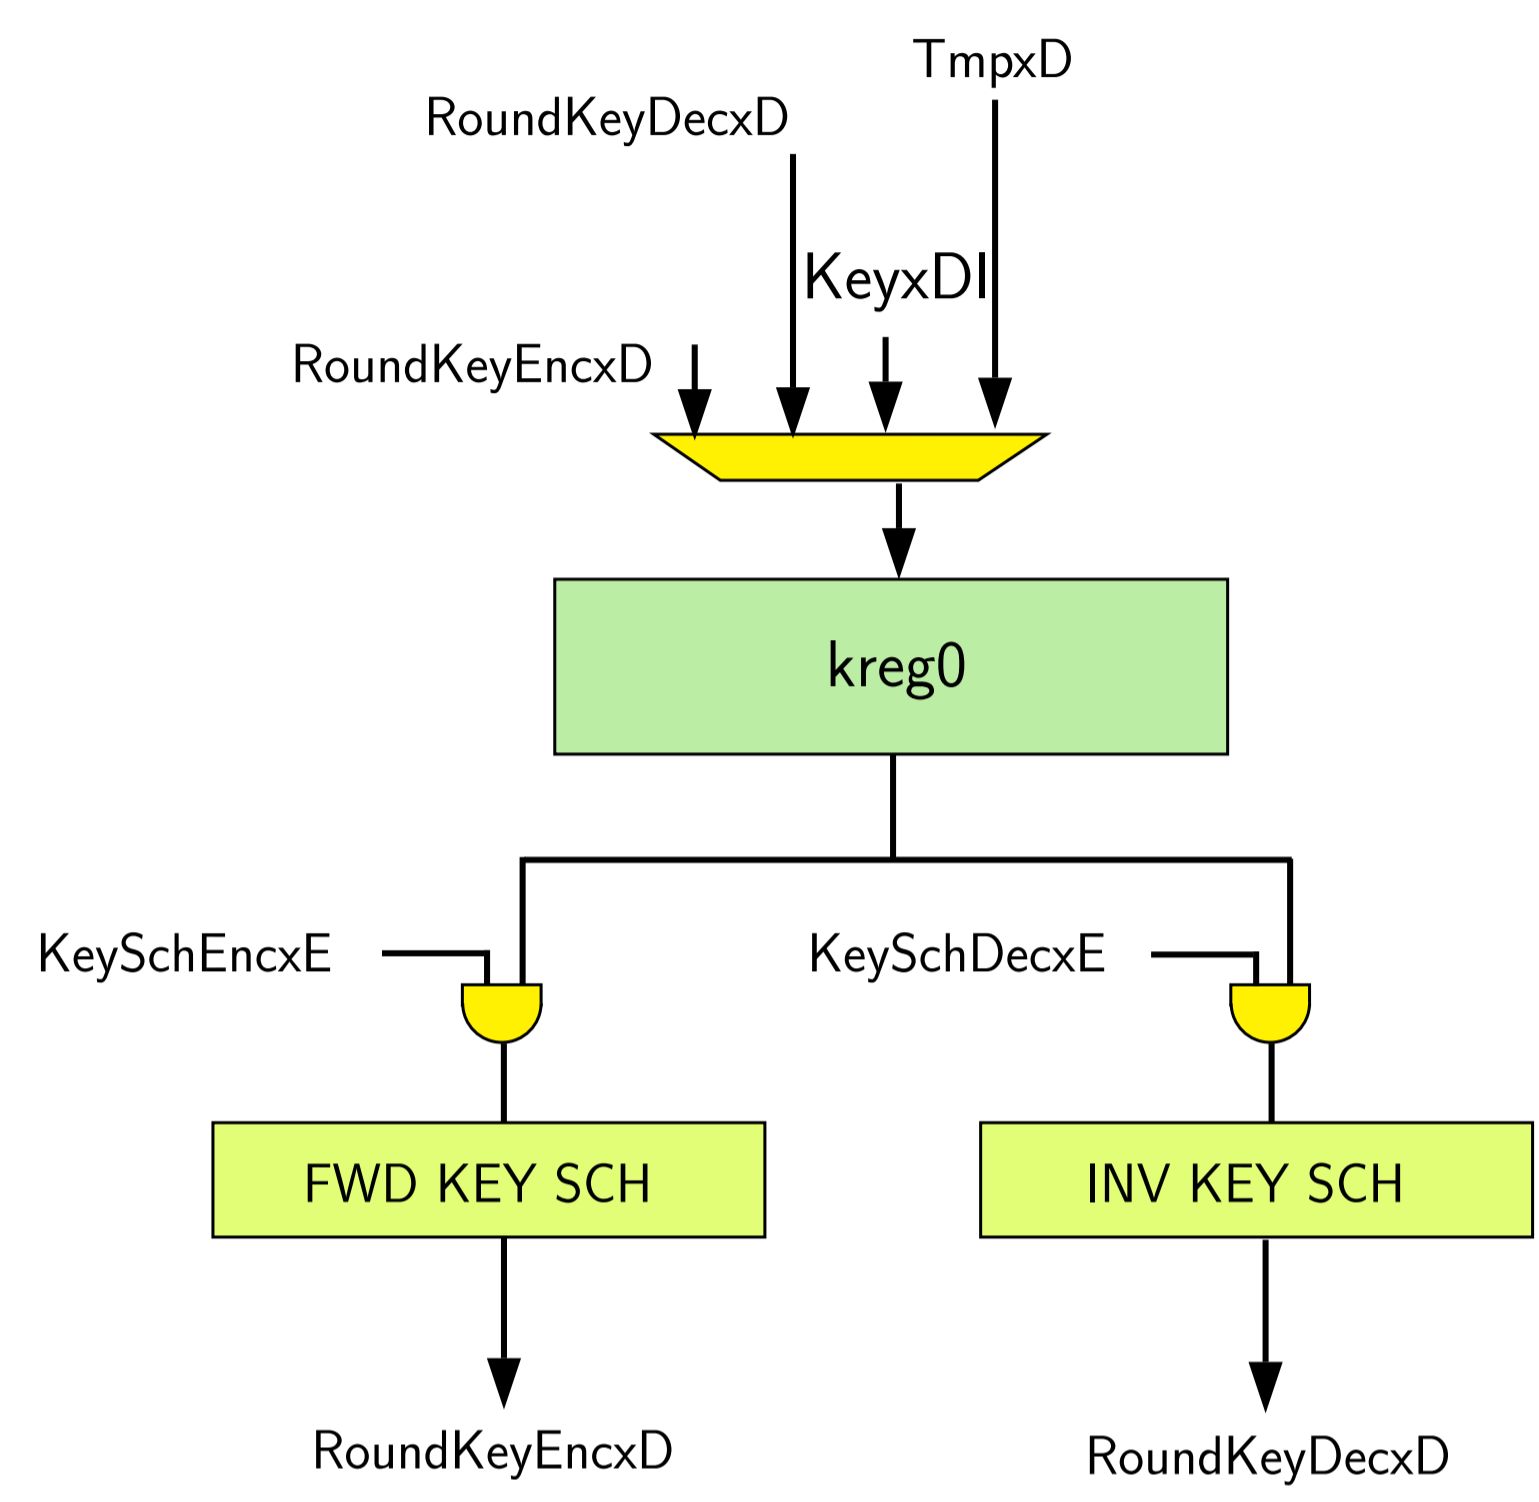 TmpxD
RoundKeyDecxD
KeyxDI
RoundKeyEncxD
kreg0
KeySchEncxE
KeySchDecxE
FWD KEY SCH
INV KEY SCH
RoundKeyEncxD
RoundKeyDecxD